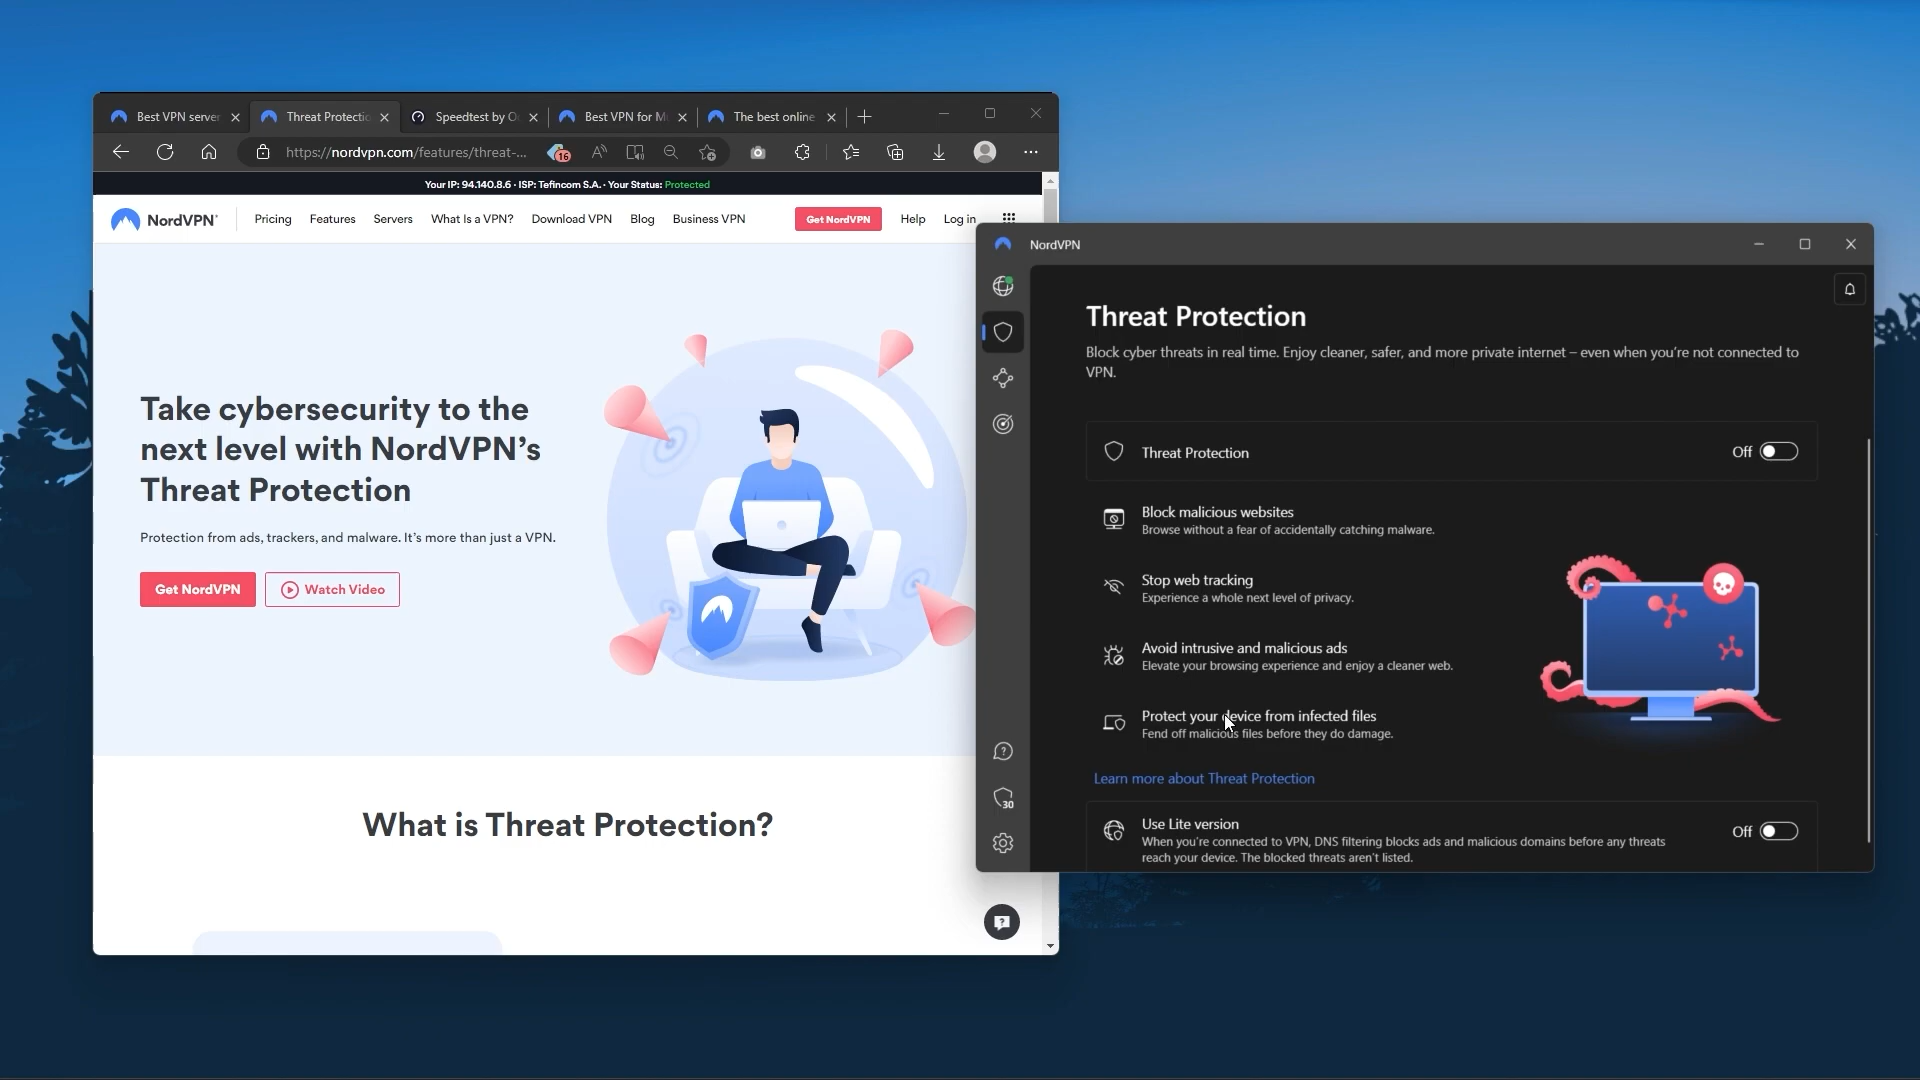 Best VPN server
Threat Protectio
Speedtest by O
Best VPN for M
The best online
https://nordvpn.com/features/threat-...
16
Your IP: 94.140.8.6 · ISP: Tefincom S.A. · Your Status: Protected
NordVPN®
Pricing
Features
Servers
What Is a VPN?
Download VPN
Blog
Business VPN
Get NordVPN
Help
Log in
Take cybersecurity to the
next level with NordVPN’s
Threat Protection
Protection from ads, trackers, and malware. It’s more than just a VPN.
Get NordVPN
Watch Video
What is Threat Protection?
NordVPN
Threat Protection
Block cyber threats in real time. Enjoy cleaner, safer, and more private internet – even when you’re not connected to
VPN.
Threat Protection
Off
Block malicious websites
Browse without a fear of accidentally catching malware.
Stop web tracking
Experience a whole next level of privacy.
Avoid intrusive and malicious ads
Elevate your browsing experience and enjoy a cleaner web.
Protect your device from infected files
Fend off malicious files before they do damage.
Learn more about Threat Protection
30
Use Lite version
Off
When you’re connected to VPN, DNS filtering blocks ads and malicious domains before any threats
reach your device. The blocked threats aren’t listed.